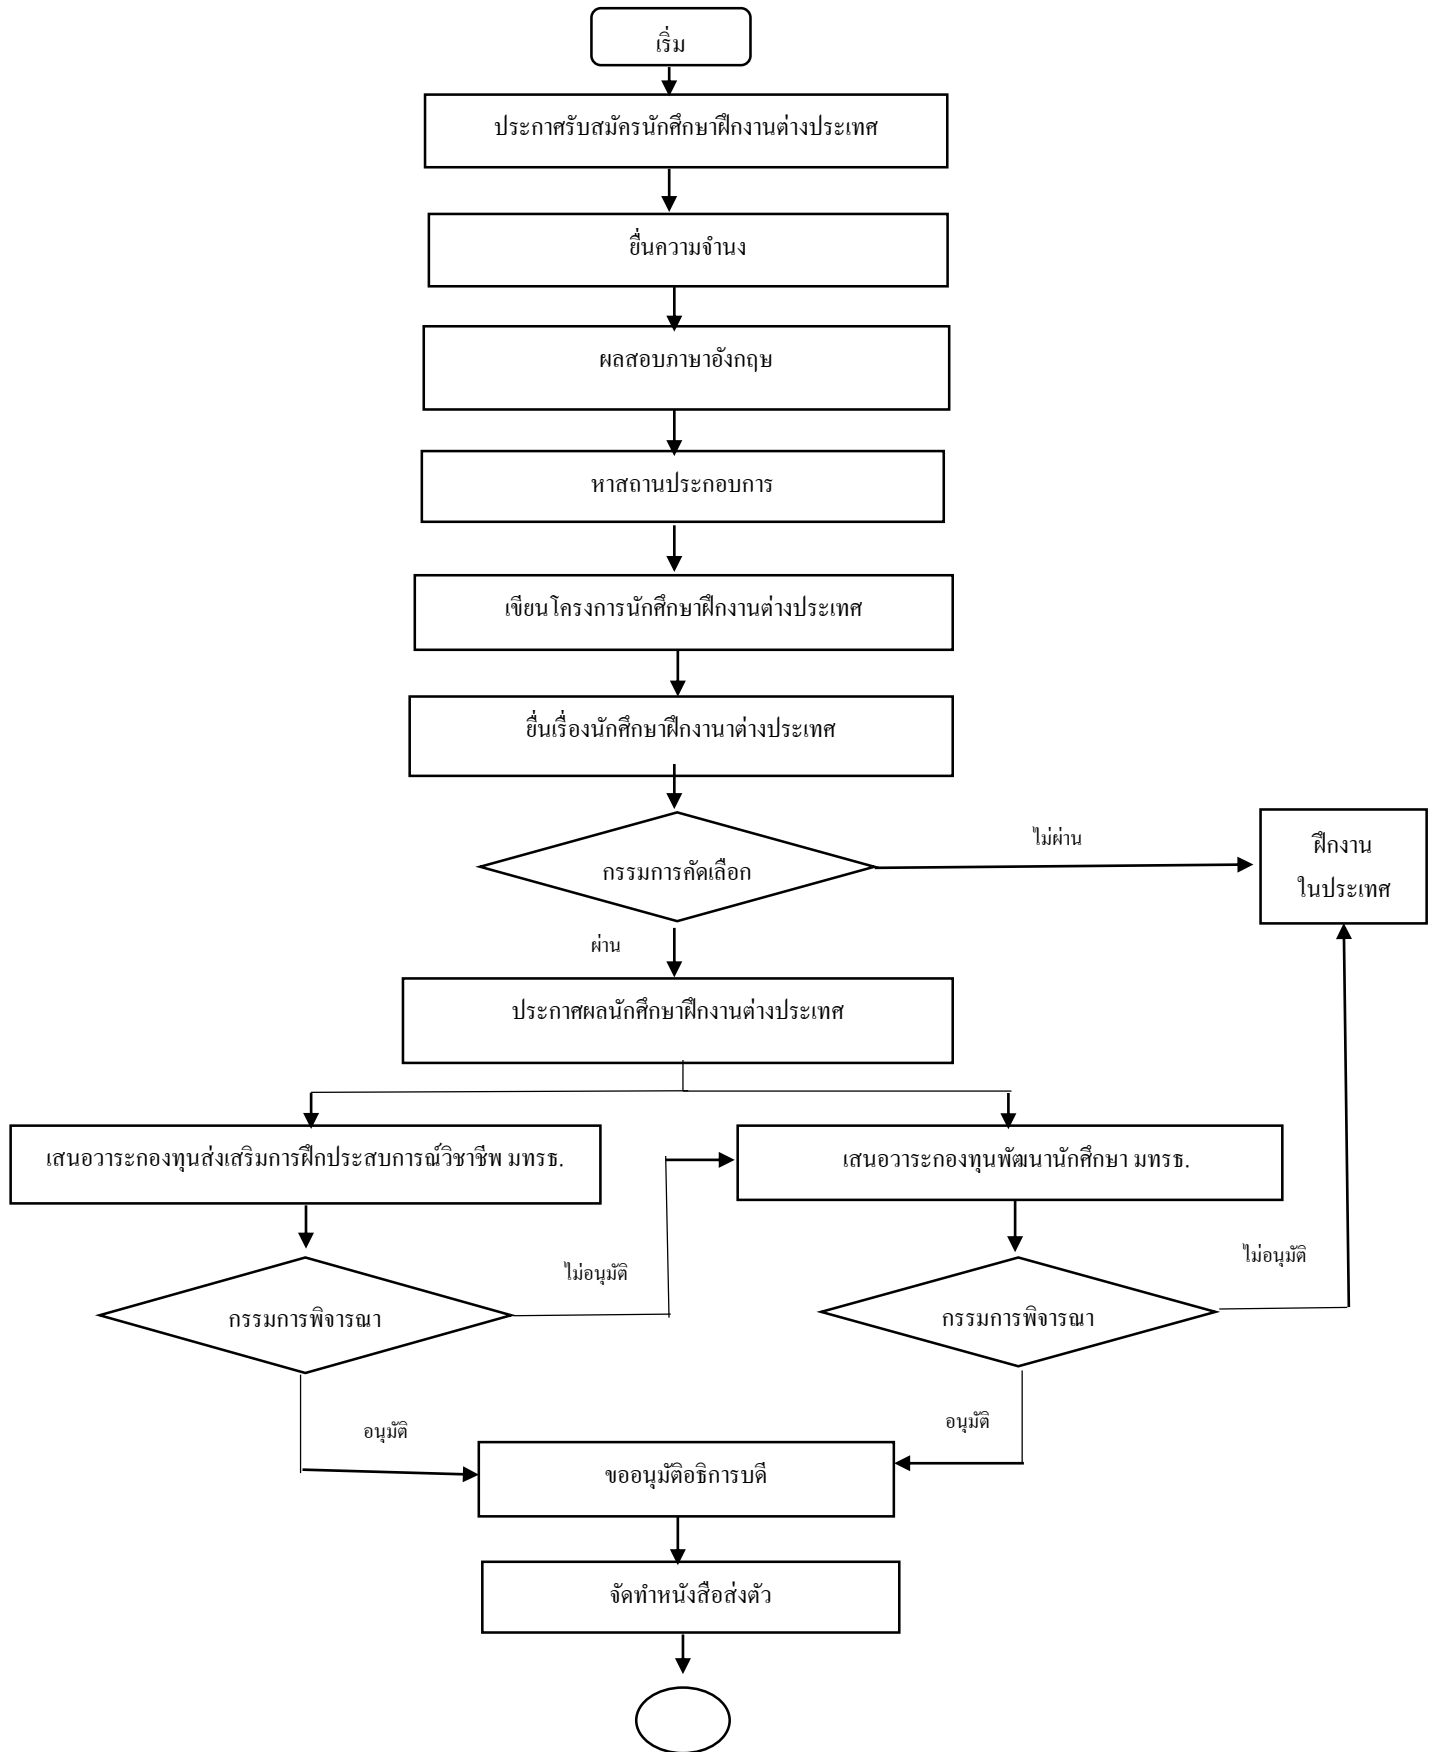 เริ่ม
ประกาศรับสมัครนักศึกษาฝึกงานต่างประเทศ
ยื่นความจำนง
ผลสอบภาษาอังกฤษ
หาสถานประกอบการ
เขียนโครงการนักศึกษาฝึกงานต่างประเทศ
ยื่นเรื่องนักศึกษาฝึกงานาต่างประเทศ
กรรมการคัดเลือก
ไม่ผ่าน
ฝึกงาน
ในประเทศ
ผ่าน
ประกาศผลนักศึกษาฝึกงานต่างประเทศ
เสนอวาระกองทุนส่งเสริมการฝึกประสบการณ์วิชาชีพ มทรธ.
เสนอวาระกองทุนพัฒนานักศึกษา มทรธ.
ไม่อนุมัติ
ไม่อนุมัติ
กรรมการพิจารณา
กรรมการพิจารณา
อนุมัติ
อนุมัติ
ขออนุมัติอธิการบดี
จัดทำหนังสือส่งตัว